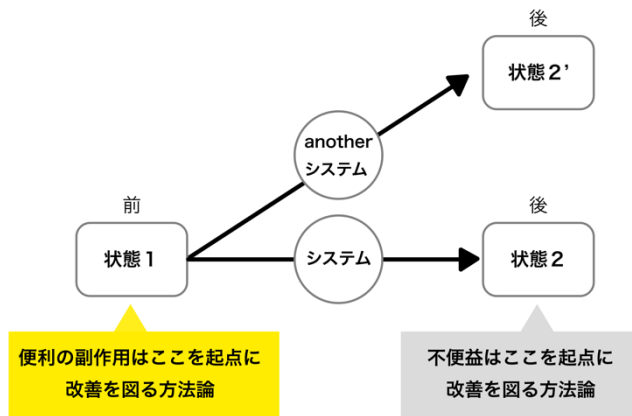 後
状態2’
another
システム
前
後
状態1
システム
状態2
便利の副作用はここを起点に
改善を図る方法論
不便益はここを起点に
改善を図る方法論